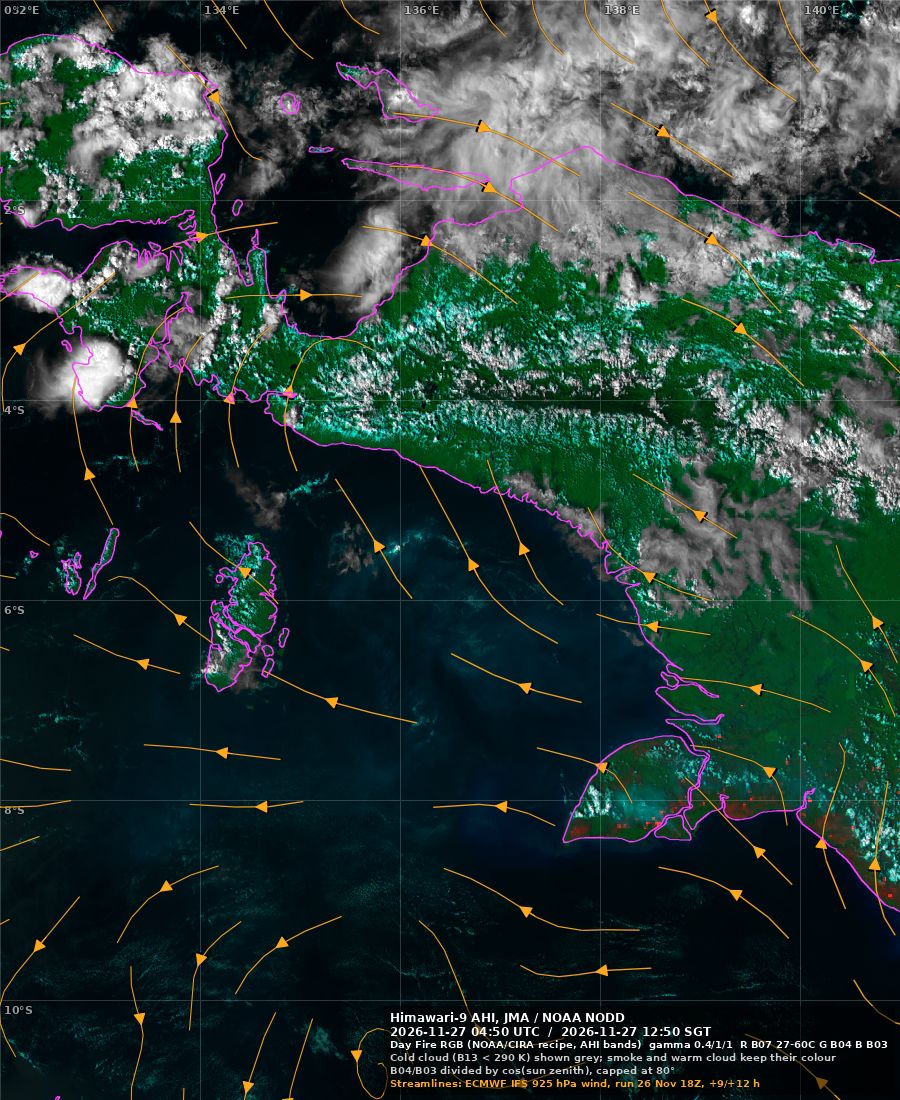 0°
132°E
134°E
136°E
138°E
140°E
2°S
4°S
6°S
8°S
10°S
Himawari-9 AHI, JMA / NOAA NODD
2026-11-27 04:50 UTC / 2026-11-27 12:50 SGT
Day Fire RGB (NOAA/CIRA recipe, AHI bands) gamma 0.4/1/1 R B07 27-60C G B04 B B03
Cold cloud (B13 < 290 K) shown grey; smoke and warm cloud keep their colour
B04/B03 divided by cos(sun zenith), capped at 80°
Streamlines: ECMWF IFS 925 hPa wind, run 26 Nov 18Z, +9/+12 h